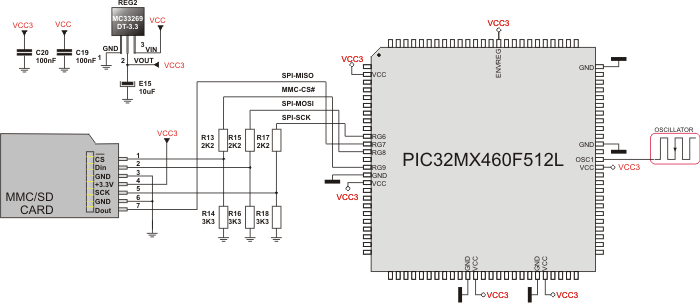 REG2
VCC3
VCC
MC33269
DT-3.3
VCC
GND
1
3
VIN
2
VOUT
VCC3
C20
100nF
C19
100nF
E15
10uF
SPI-MISO
MMC-CS#
SPI-MOSI
SPI-SCK
R13
2K2
R15
2K2
R17
2K2
R14
3K3
R16
3K3
R18
3K3
VCC3
MMC/SD
CARD
CS 1
Din 2
GND 3
+3.3V 4
SCK 5
GND 6
Dout 7
VCC3
ENVREG
VCC3
VCC
RG6
RG7
RG8
RG9
GND
VCC
VCC3
PIC32MX460F512L
GND
GND
OSC1
VCC
VCC3
OSCILLATOR
GND
VCC
VCC3
GND
VCC
VCC3